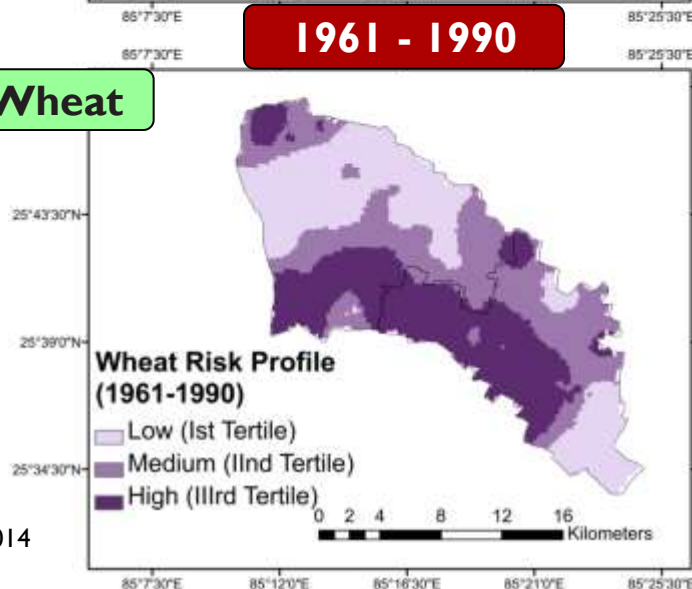 85°7'30"E 85°25'30"E
1961 - 1990
85°7'30"E 85°25'30"E
Wheat
25°43'30"N
25°39'0"N
Wheat Risk Profile
(1961-1990)
Low (Ist Tertile)
Medium (IInd Tertile)
25°34'30"N
High (IIIrd Tertile)
0 2 4 8 12 16
Kilometers
014
85°7'30"E 85°12'0"E 85°16'30"E 85°21'0"E 85°25'30"E